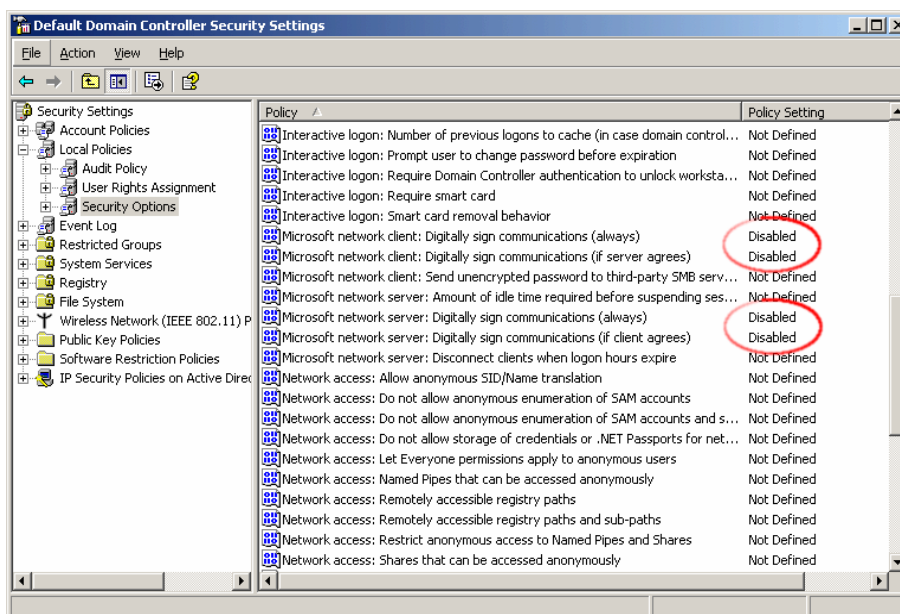 Default Domain Controller Security Settings
File Action View Help
Security Settings
Account Policies
Local Policies
Audit Policy
User Rights Assignment
Security Options
Event Log
Restricted Groups
System Services
Registry
File System
Wireless Network (IEEE 802.11) P
Public Key Policies
Software Restriction Policies
IP Security Policies on Active Direc
Policy Policy Setting
Interactive logon: Number of previous logons to cache (in case domain control... Not Defined
Interactive logon: Prompt user to change password before expiration Not Defined
Interactive logon: Require Domain Controller authentication to unlock worksta... Not Defined
Interactive logon: Require smart card Not Defined
Interactive logon: Smart card removal behavior Not Defined
Microsoft network client: Digitally sign communications (always) Disabled
Microsoft network client: Digitally sign communications (if server agrees) Disabled
Microsoft network client: Send unencrypted password to third-party SMB serv... Not Defined
Microsoft network server: Amount of idle time required before suspending ses... Not Defined
Microsoft network server: Digitally sign communications (always) Disabled
Microsoft network server: Digitally sign communications (if client agrees) Disabled
Microsoft network server: Disconnect clients when logon hours expire Not Defined
Network access: Allow anonymous SID/Name translation Not Defined
Network access: Do not allow anonymous enumeration of SAM accounts Not Defined
Network access: Do not allow anonymous enumeration of SAM accounts and s... Not Defined
Network access: Do not allow storage of credentials or .NET Passports for net... Not Defined
Network access: Let Everyone permissions apply to anonymous users Not Defined
Network access: Named Pipes that can be accessed anonymously Not Defined
Network access: Remotely accessible registry paths Not Defined
Network access: Remotely accessible registry paths and sub-paths Not Defined
Network access: Restrict anonymous access to Named Pipes and Shares Not Defined
Network access: Shares that can be accessed anonymously Not Defined